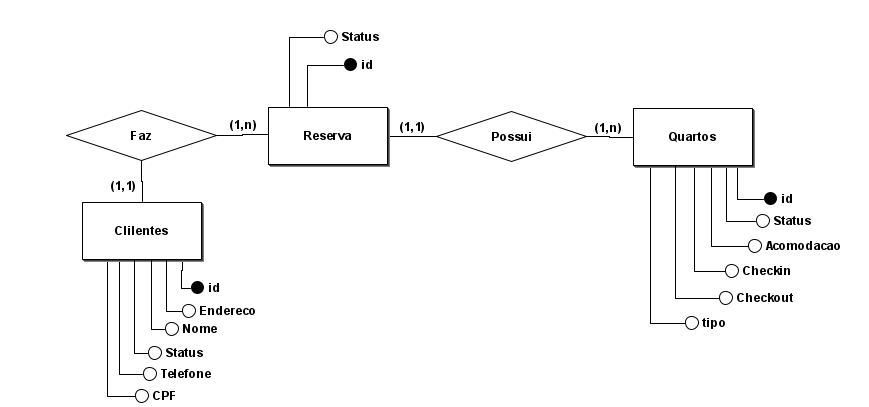 Status
id
Faz
(1,n)
Reserva
(1,1)
Possui
(1,n)
Quartos
(1,1)
Clilentes
id
Status
Acomodacao
Checkin
Checkout
tipo
id
Endereco
Nome
Status
Telefone
CPF